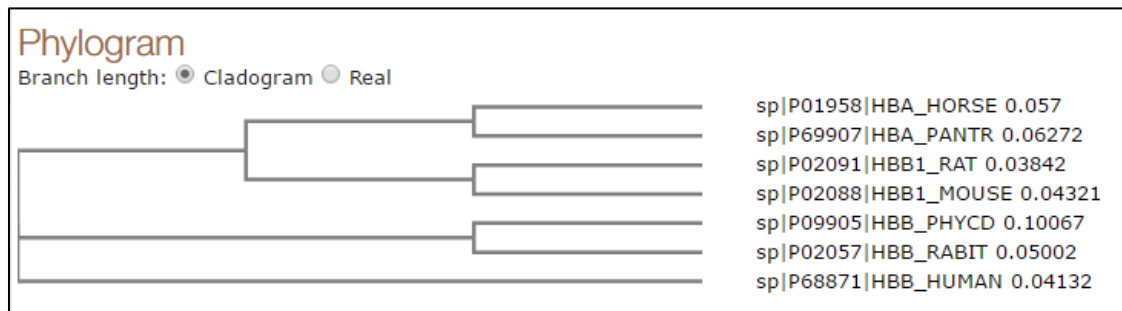 Phylogram
Branch length: Cladogram Real
sp|P01958|HBA_HORSE 0.057
sp|P69907|HBA_PANTR 0.06272
sp|P02091|HBB1_RAT 0.03842
sp|P02088|HBB1_MOUSE 0.04321
sp|P09905|HBB_PHYCD 0.10067
sp|P02057|HBB_RABIT 0.05002
sp|P68871|HBB_HUMAN 0.04132